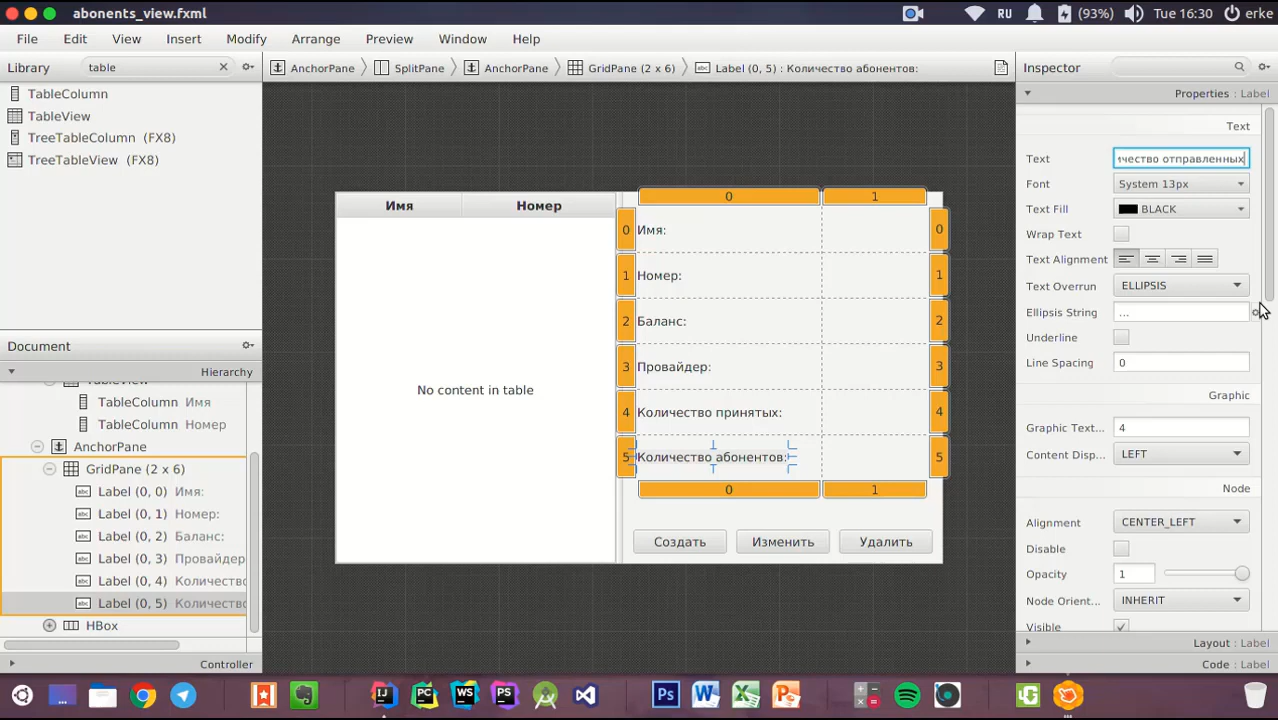 abonents_view.fxml
RU
(93%)
Tue 16:30
erke
File Edit View Insert Modify Arrange Preview Window Help
Library
table
AnchorPane
SplitPane
AnchorPane
GridPane (2 x 6)
Label (0, 5) : Количество абонентов:
Inspector
TableColumn
TableView
TreeTableColumn (FX8)
TreeTableView (FX8)
Document
Hierarchy
TableView
TableColumn Имя
TableColumn Номер
AnchorPane
GridPane (2 x 6)
Label (0, 0) Имя:
Label (0, 1) Номер:
Label (0, 2) Баланс:
Label (0, 3) Провайдер
Label (0, 4) Количество
Label (0, 5) Количество
HBox
Controller
Имя Номер
No content in table
0 1
0 Имя: 0
1 Номер: 1
2 Баланс: 2
3 Провайдер: 3
4 Количество принятых: 4
5 Количество абонентов: 5
0 1
Создать Изменить Удалить
Properties : Label
Text
Text ичество отправленных
Font System 13px
Text Fill BLACK
Wrap Text
Text Alignment
Text Overrun ELLIPSIS
Ellipsis String ...
Underline
Line Spacing 0
Graphic
Graphic Text... 4
Content Disp... LEFT
Node
Alignment CENTER_LEFT
Disable
Opacity 1
Node Orient... INHERIT
Visible
Layout : Label
Code : Label